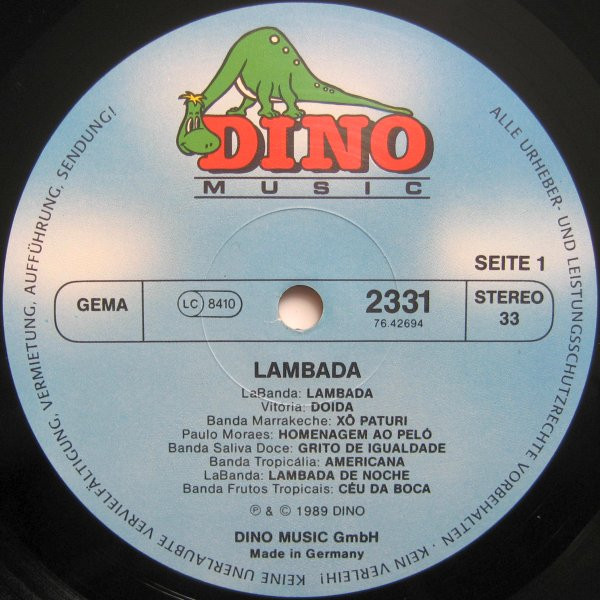 DINO
MUSIC
ALLE URHEBER- UND LEISTUNGSSCHUTZRECHTE VORBEHALTEN · KEIN VERLEIH! KEINE UNERLAUBTE VERVIELFÄLTIGUNG, VERMIETUNG, AUFFÜHRUNG, SENDUNG!
SEITE 1
GEMA
LC 8410
2331
76.42694
STEREO
33
LAMBADA
LaBanda: LAMBADA
Vitoria: DOIDA
Banda Marrakeche: XÔ PATURI
Paulo Moraes: HOMENAGEM AO PELÔ
Banda Saliva Doce: GRITO DE IGUALDADE
Banda Tropicália: AMERICANA
LaBanda: LAMBADA DE NOCHE
Banda Frutos Tropicais: CÉU DA BOCA
℗ & © 1989 DINO
DINO MUSIC GmbH
Made in Germany